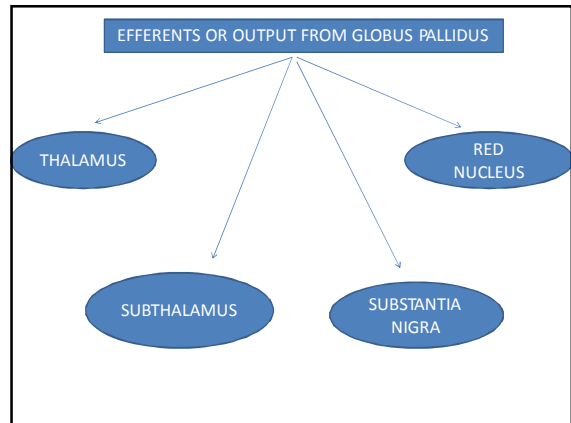 EFFERENTS OR OUTPUT FROM GLOBUS PALLIDUS
THALAMUS
RED
NUCLEUS
SUBTHALAMUS
SUBSTANTIA
NIGRA